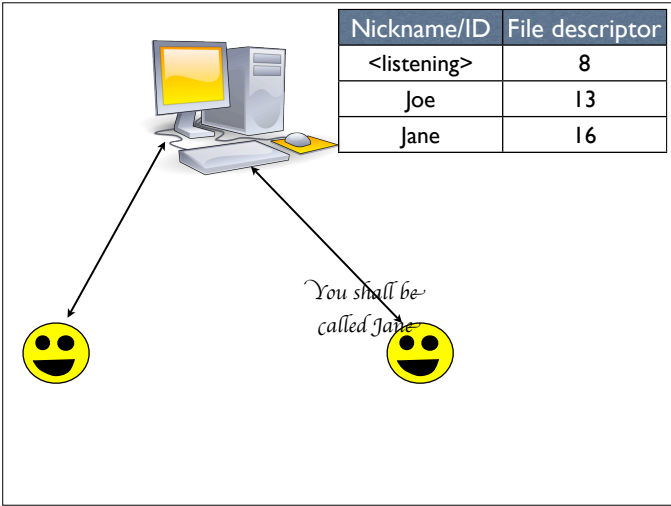 Nickname/ID File descriptor
<listening> 8
Joe 13
Jane 16
You shall be
called Jane